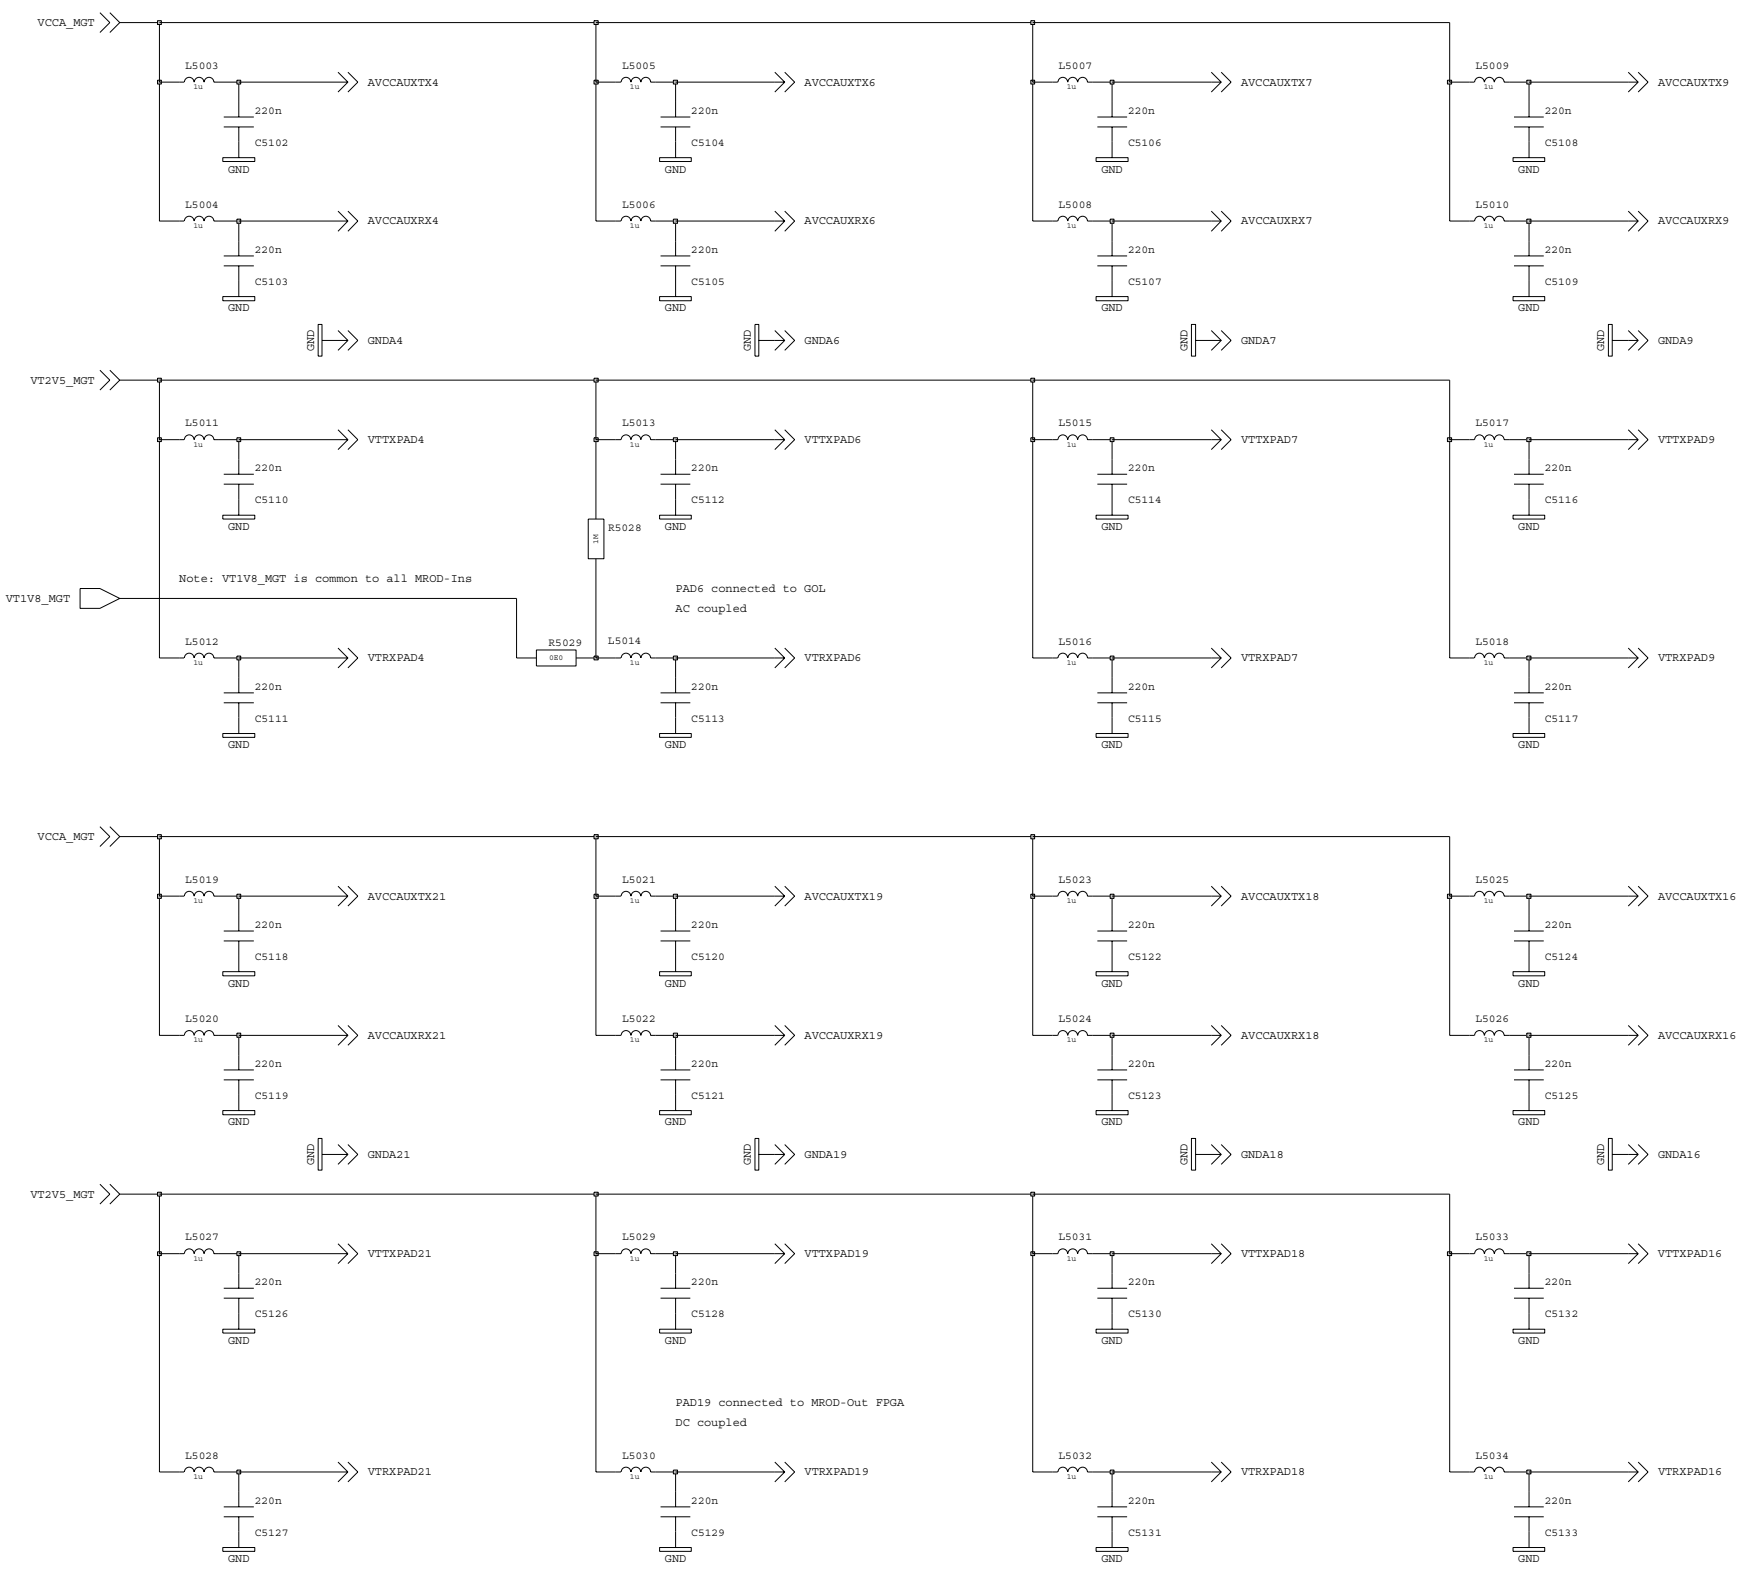 VCCA_MGT
L5003 L5005 L5007 L5009
1u AVCCAUXTX4 1u AVCCAUXTX6 1u AVCCAUXTX7 1u AVCCAUXTX9
220n 220n 220n 220n
C5102 C5104 C5106 C5108
GND GND GND GND
L5004 L5006 L5008 L5010
1u AVCCAUXRX4 1u AVCCAUXRX6 1u AVCCAUXRX7 1u AVCCAUXRX9
220n 220n 220n 220n
C5103 C5105 C5107 C5109
GND GND GND GND
GND GNDA4 GND GNDA6 GND GNDA7 GND GNDA9
VT2V5_MGT
L5011 L5013 L5015 L5017
1u VTTXPAD4 1u VTTXPAD6 1u VTTXPAD7 1u VTTXPAD9
220n 220n 220n 220n
C5110 C5112 C5114 C5116
GND GND GND GND
1M R5028
Note: VT1V8_MGT is common to all MROD-Ins
PAD6 connected to GOL
VT1V8_MGT
AC coupled
L5012 R5029 L5014 L5016 L5018
1u VTRXPAD4 0E0 1u VTRXPAD6 1u VTRXPAD7 1u VTRXPAD9
220n 220n 220n 220n
C5111 C5113 C5115 C5117
GND GND GND GND
VCCA_MGT
L5019 L5021 L5023 L5025
1u AVCCAUXTX21 1u AVCCAUXTX19 1u AVCCAUXTX18 1u AVCCAUXTX16
220n 220n 220n 220n
C5118 C5120 C5122 C5124
GND GND GND GND
L5020 L5022 L5024 L5026
1u AVCCAUXRX21 1u AVCCAUXRX19 1u AVCCAUXRX18 1u AVCCAUXRX16
220n 220n 220n 220n
C5119 C5121 C5123 C5125
GND GND GND GND
GND GNDA21 GND GNDA19 GND GNDA18 GND GNDA16
VT2V5_MGT
L5027 L5029 L5031 L5033
1u VTTXPAD21 1u VTTXPAD19 1u VTTXPAD18 1u VTTXPAD16
220n 220n 220n 220n
C5126 C5128 C5130 C5132
GND GND GND GND
PAD19 connected to MROD-Out FPGA
DC coupled
L5028 L5030 L5032 L5034
1u VTRXPAD21 1u VTRXPAD19 1u VTRXPAD18 1u VTRXPAD16
220n 220n 220n 220n
C5127 C5129 C5131 C5133
GND GND GND GND